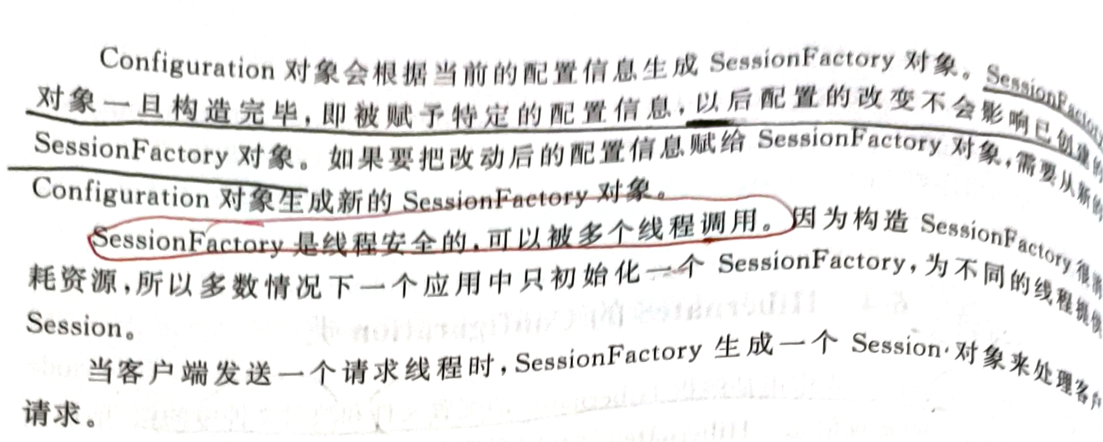 Configuration 对象会根据当前的配置信息生成 SessionFactory 对象。SessionFactory
对象一旦构造完毕,即被赋予特定的配置信息,以后配置的改变不会影响已创建的
SessionFactory 对象。如果要把改动后的配置信息赋给 SessionFactory 对象,需要从新的
Configuration 对象生成新的 SessionFactory 对象。
SessionFactory 是线程安全的,可以被多个线程调用。因为构造 SessionFactory 很消
耗资源,所以多数情况下一个应用中只初始化一个 SessionFactory,为不同的线程提供
Session。
当客户端发送一个请求线程时,SessionFactory 生成一个 Session 对象来处理客户
请求。